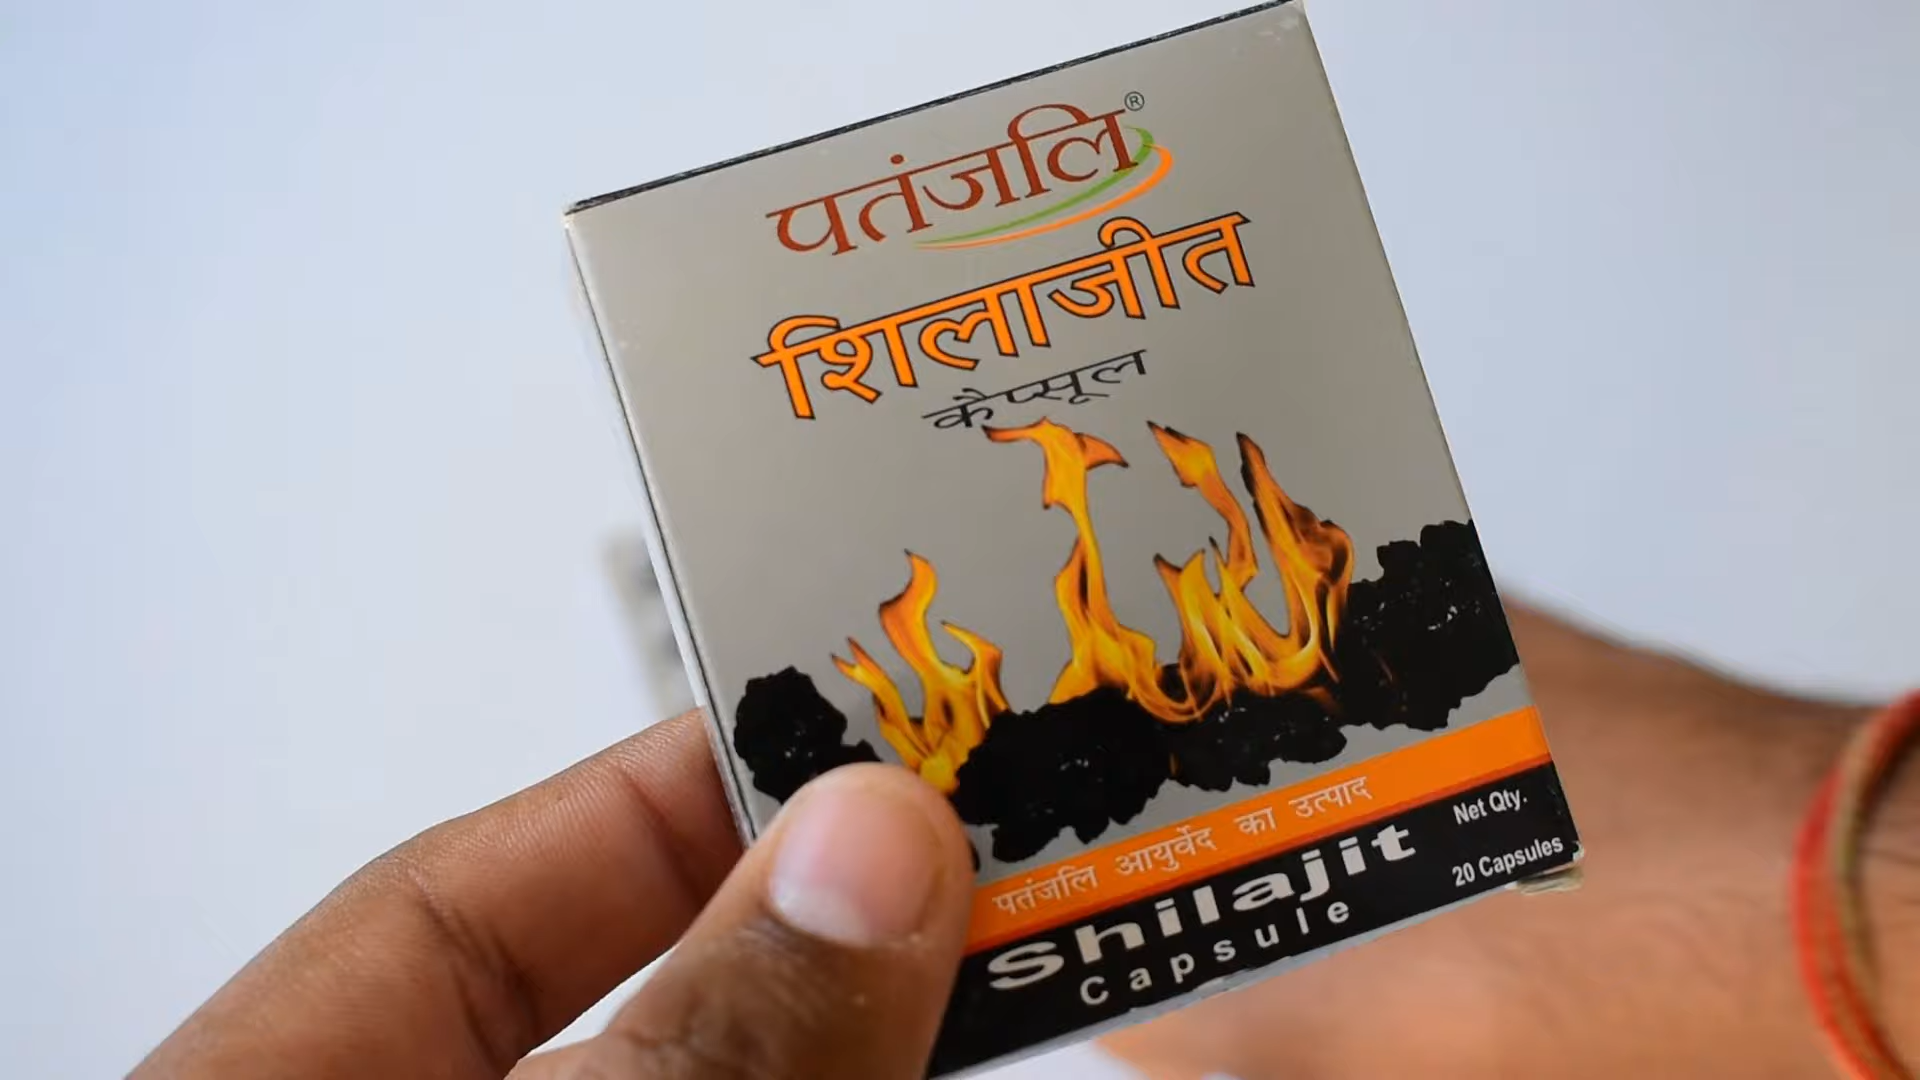 पतंजलि®
शिलाजीत
कैप्सूल
पतंजलि आयुर्वेद का उत्पाद
Shilajit
Capsule
Net Qty.
20 Capsules